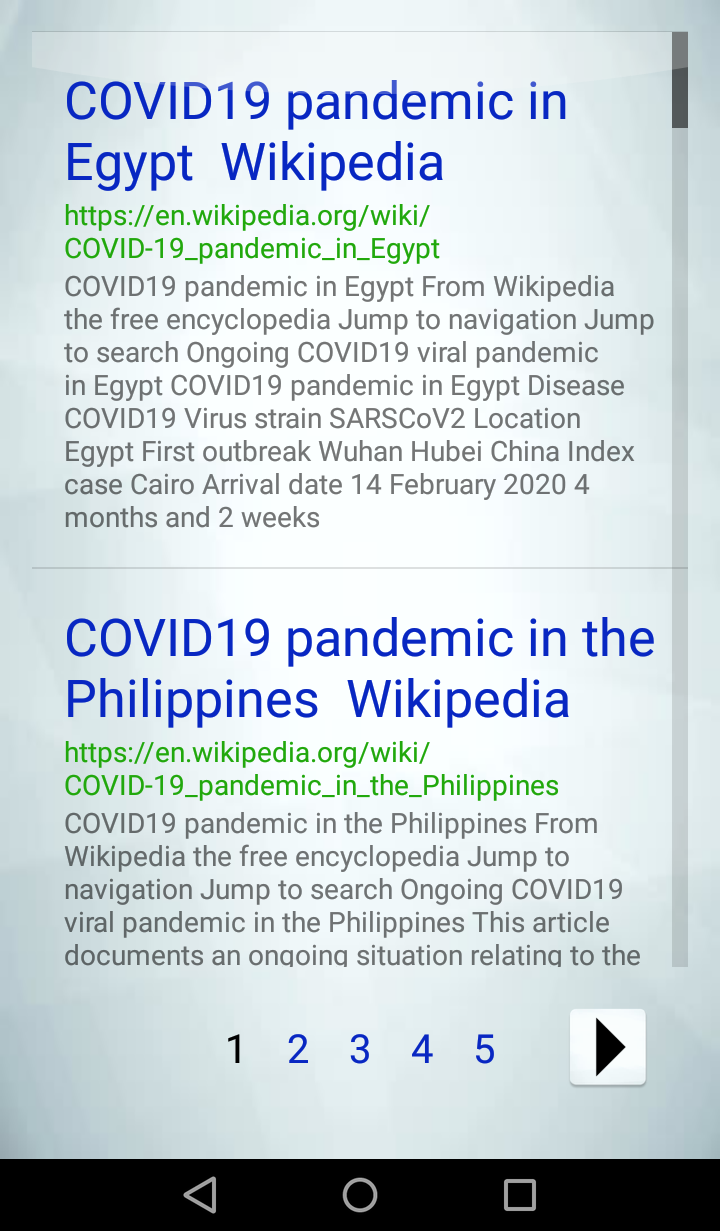 COVID19 pandemic in
Egypt  Wikipedia
https://en.wikipedia.org/wiki/
COVID-19_pandemic_in_Egypt
COVID19 pandemic in Egypt From Wikipedia
the free encyclopedia Jump to navigation Jump
to search Ongoing COVID19 viral pandemic
in Egypt COVID19 pandemic in Egypt Disease
COVID19 Virus strain SARSCoV2 Location
Egypt First outbreak Wuhan Hubei China Index
case Cairo Arrival date 14 February 2020 4
months and 2 weeks
COVID19 pandemic in the
Philippines  Wikipedia
https://en.wikipedia.org/wiki/
COVID-19_pandemic_in_the_Philippines
COVID19 pandemic in the Philippines From
Wikipedia the free encyclopedia Jump to
navigation Jump to search Ongoing COVID19
viral pandemic in the Philippines This article
documents an ongoing situation relating to the
1 2 3 4 5